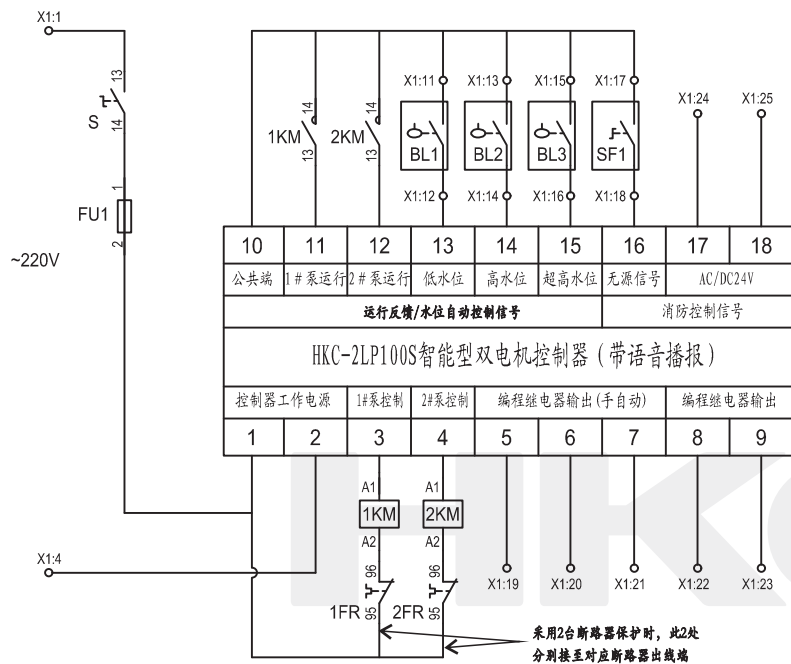 X1:1
13
S
14
1
FU1
2
~220V
X1:4
14
1KM
13
14
2KM
13
X1:11
BL1
X1:12
X1:13
BL2
X1:14
X1:15
BL3
X1:16
X1:17
SF1
X1:18
X1:24
X1:25
10 11 12 13 14 15 16 17 18
公共端 1#泵运行 2#泵运行 低水位 高水位 超高水位 无源信号 AC/DC24V
运行反馈/水位自动控制信号 消防控制信号
HKC-2LP100S智能型双电机控制器(带语音播报)
控制器工作电源 1#泵控制 2#泵控制 编程继电器输出(手自动) 编程继电器输出
1 2 3 4 5 6 7 8 9
A1
1KM
A2
96
1FR
95
A1
2KM
A2
96
2FR
95
X1:19
X1:20
X1:21
X1:22
X1:23
采用2台断路器保护时，此2处
分别接至对应断路器出线端